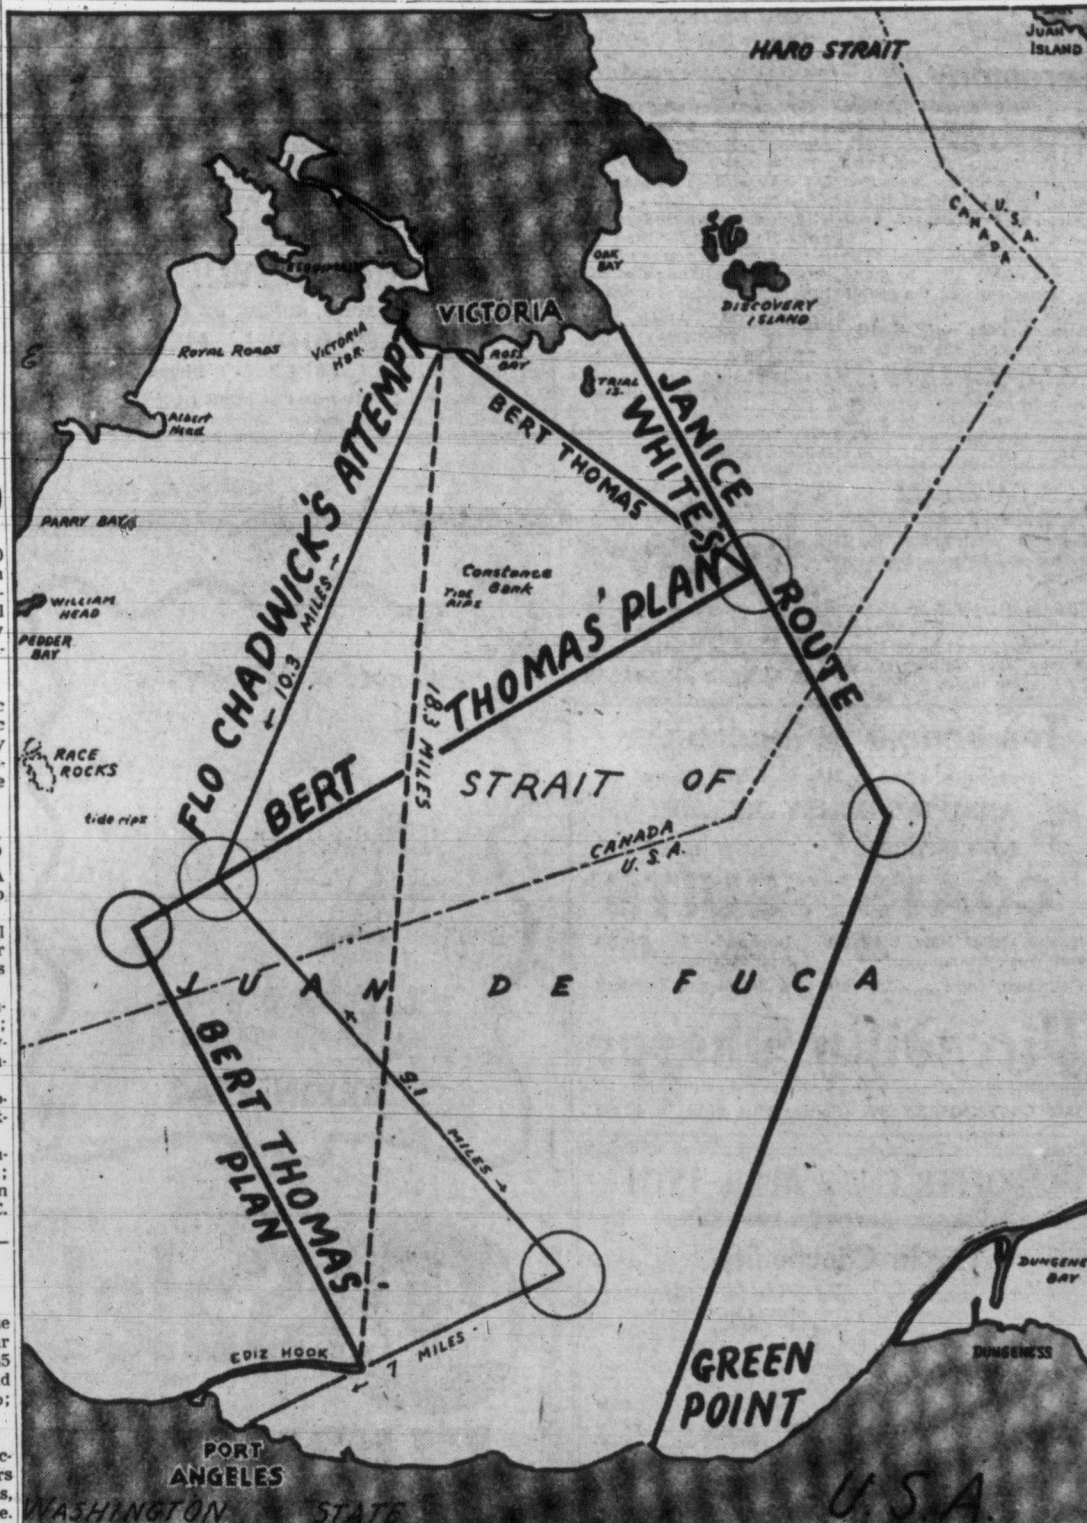 HARO STRAIT
JUAN
ISLAND
U.S.A.
CANADA
OAK
BAY
DISCOVERY
ISLAND
ESQUIMALT
VICTORIA
ROYAL ROADS
VICTORIA
HBR.
ROSS
BAY
TRIAL
IS.
Albert
Head
JANICE
WHITE'S
ROUTE
BERT THOMAS
FLO CHADWICK'S ATTEMPT
← 10.3 MILES →
PARRY BAY
Constance
Bank
TIDE
RIPS
WILLIAM
HEAD
PEDDER
BAY
BERT THOMAS' PLAN
18.3 MILES
RACE
ROCKS
tide rips
STRAIT OF
CANADA
U.S.A.
JUAN DE FUCA
9.1 MILES →
BERT THOMAS'
PLAN
DUNGENE
BAY
EDIZ HOOK
← 7 MILES
GREEN
POINT
DUNGENESS
PORT
ANGELES
WASHINGTON STATE
U.S.A.